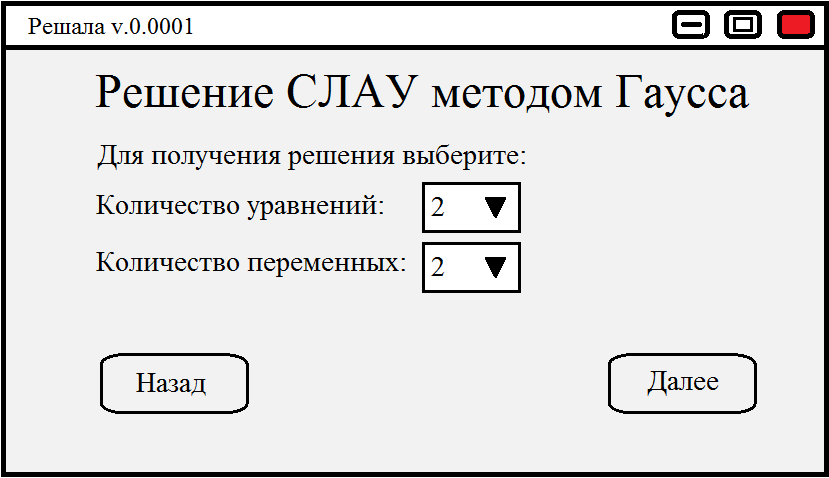 Решала v.0.0001
Решение СЛАУ методом Гаусса
Для получения решения выберите:
Количество уравнений: 2
Количество переменных: 2
Назад Далее